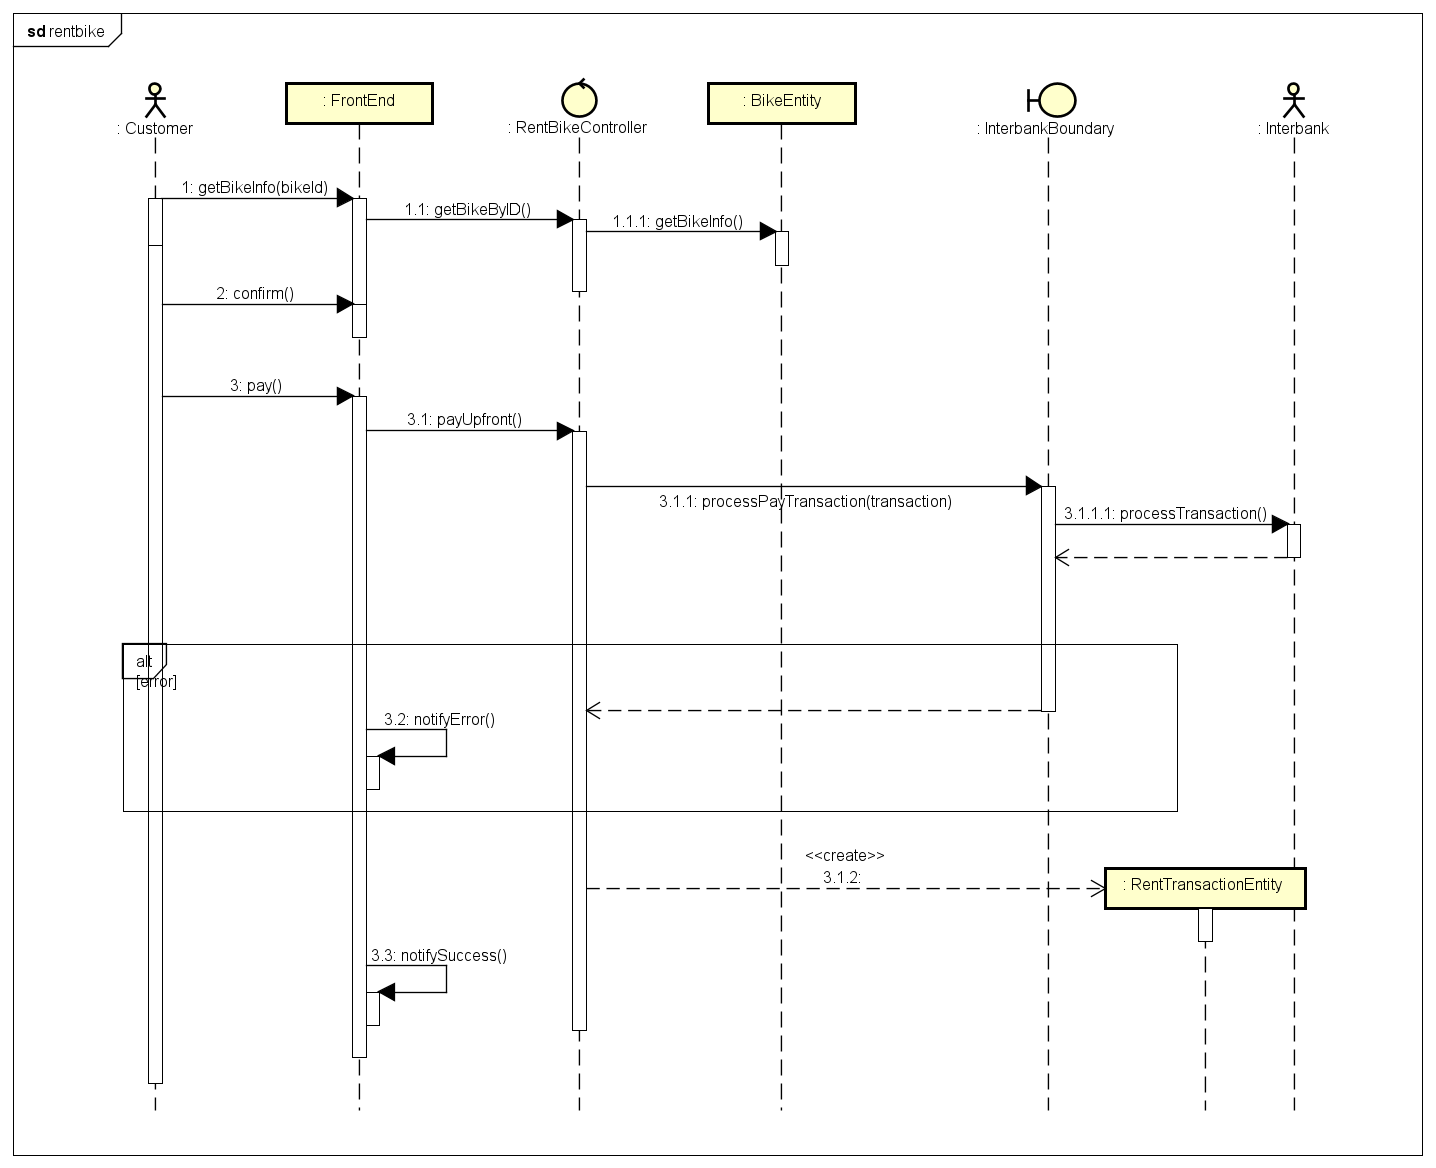 sd rentbike
: Customer
: FrontEnd
: RentBikeController
: BikeEntity
: InterbankBoundary
: Interbank
1: getBikeInfo(bikeId)
1.1: getBikeByID()
1.1.1: getBikeInfo()
2: confirm()
3: pay()
3.1: payUpfront()
3.1.1: processPayTransaction(transaction)
3.1.1.1: processTransaction()
alt
[error]
3.2: notifyError()
<<create>>
3.1.2:
: RentTransactionEntity
3.3: notifySuccess()